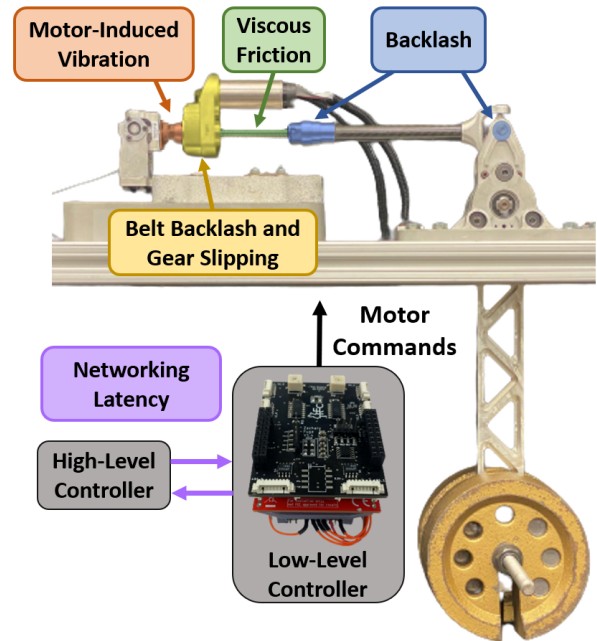 Motor-Induced
Vibration
Viscous
Friction
Backlash
Belt Backlash and
Gear Slipping
Motor
Commands
Networking
Latency
High-Level
Controller
Low-Level
Controller